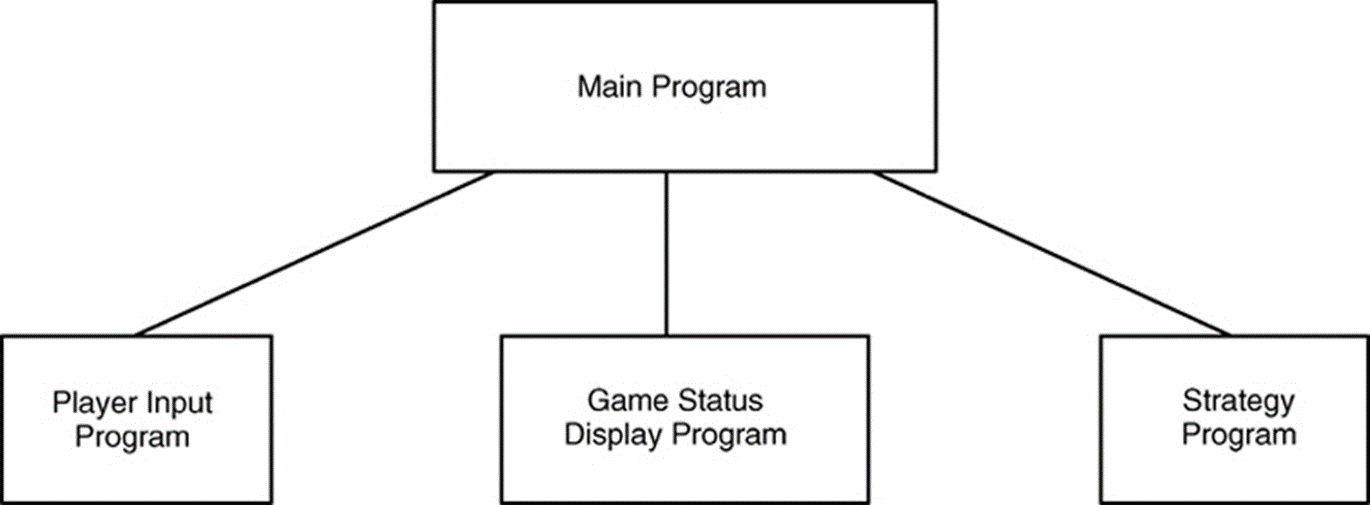 Main Program
Player Input
Program
Game Status
Display Program
Strategy
Program